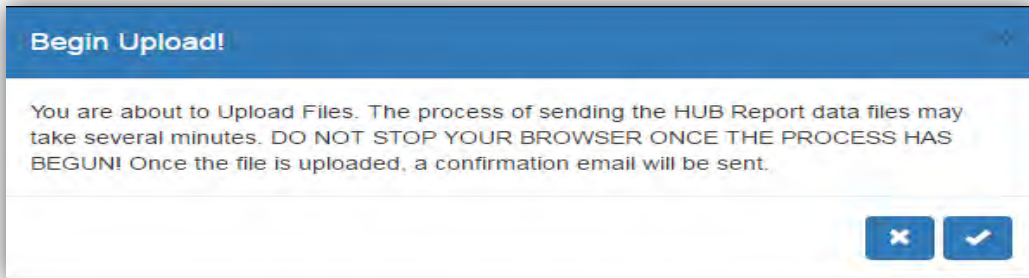 Begin Upload!
You are about to Upload Files. The process of sending the HUB Report data files may
take several minutes. DO NOT STOP YOUR BROWSER ONCE THE PROCESS HAS
BEGUN! Once the file is uploaded, a confirmation email will be sent.